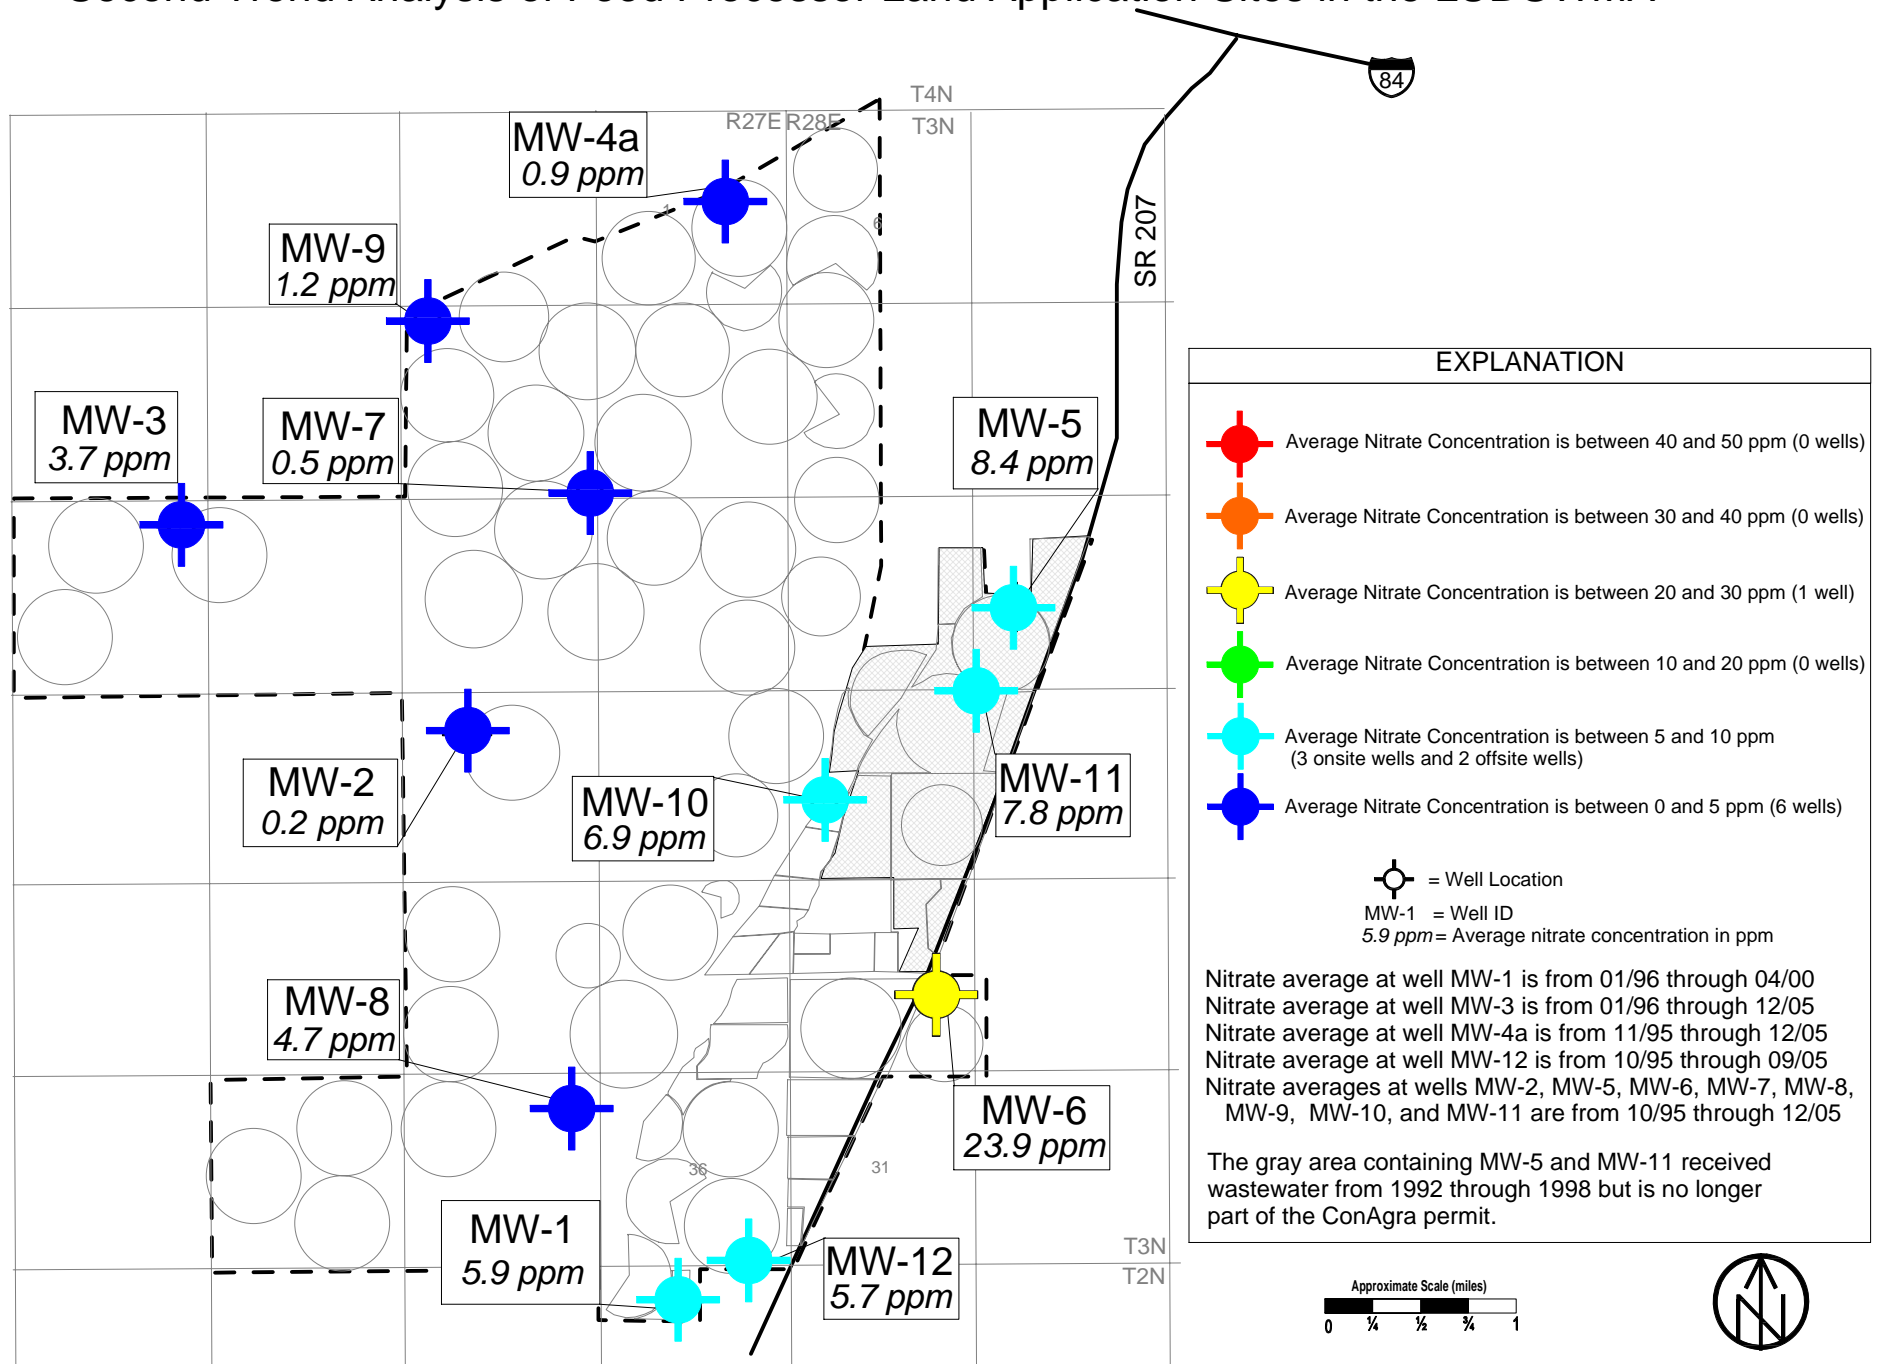 Second Trend Analysis of Food Processor Land Application Sites in the LUBGWMA
84
T4N
R27E R28E
T3N
MW-4a
0.9 ppm
1
6
SR 207
MW-9
1.2 ppm
MW-3
3.7 ppm
MW-7
0.5 ppm
MW-5
8.4 ppm
MW-2
0.2 ppm
MW-10
6.9 ppm
MW-11
7.8 ppm
MW-8
4.7 ppm
MW-6
23.9 ppm
36
31
MW-1
5.9 ppm
MW-12
5.7 ppm
T3N
T2N
EXPLANATION
Average Nitrate Concentration is between 40 and 50 ppm (0 wells)
Average Nitrate Concentration is between 30 and 40 ppm (0 wells)
Average Nitrate Concentration is between 20 and 30 ppm (1 well)
Average Nitrate Concentration is between 10 and 20 ppm (0 wells)
Average Nitrate Concentration is between 5 and 10 ppm
(3 onsite wells and 2 offsite wells)
Average Nitrate Concentration is between 0 and 5 ppm (6 wells)
= Well Location
MW-1 = Well ID
5.9 ppm = Average nitrate concentration in ppm
Nitrate average at well MW-1 is from 01/96 through 04/00
Nitrate average at well MW-3 is from 01/96 through 12/05
Nitrate average at well MW-4a is from 11/95 through 12/05
Nitrate average at well MW-12 is from 10/95 through 09/05
Nitrate averages at wells MW-2, MW-5, MW-6, MW-7, MW-8,
MW-9, MW-10, and MW-11 are from 10/95 through 12/05
The gray area containing MW-5 and MW-11 received
wastewater from 1992 through 1998 but is no longer
part of the ConAgra permit.
Approximate Scale (miles)
0 ¼ ½ ¾ 1
N